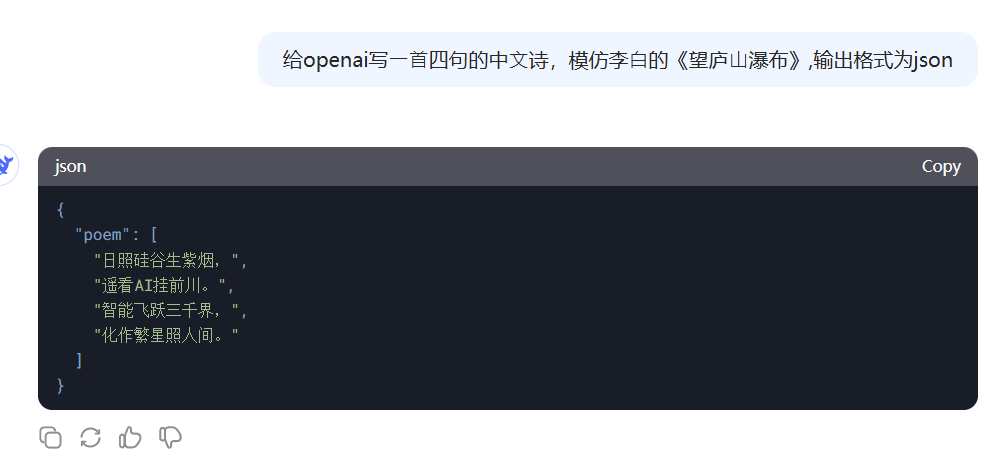 给openai写一首四句的中文诗，模仿李白的《望庐山瀑布》,输出格式为json
json Copy
{
"poem": [
"日照硅谷生紫烟，",
"遥看AI挂前川。",
"智能飞跃三千界，",
"化作繁星照人间。"
]
}